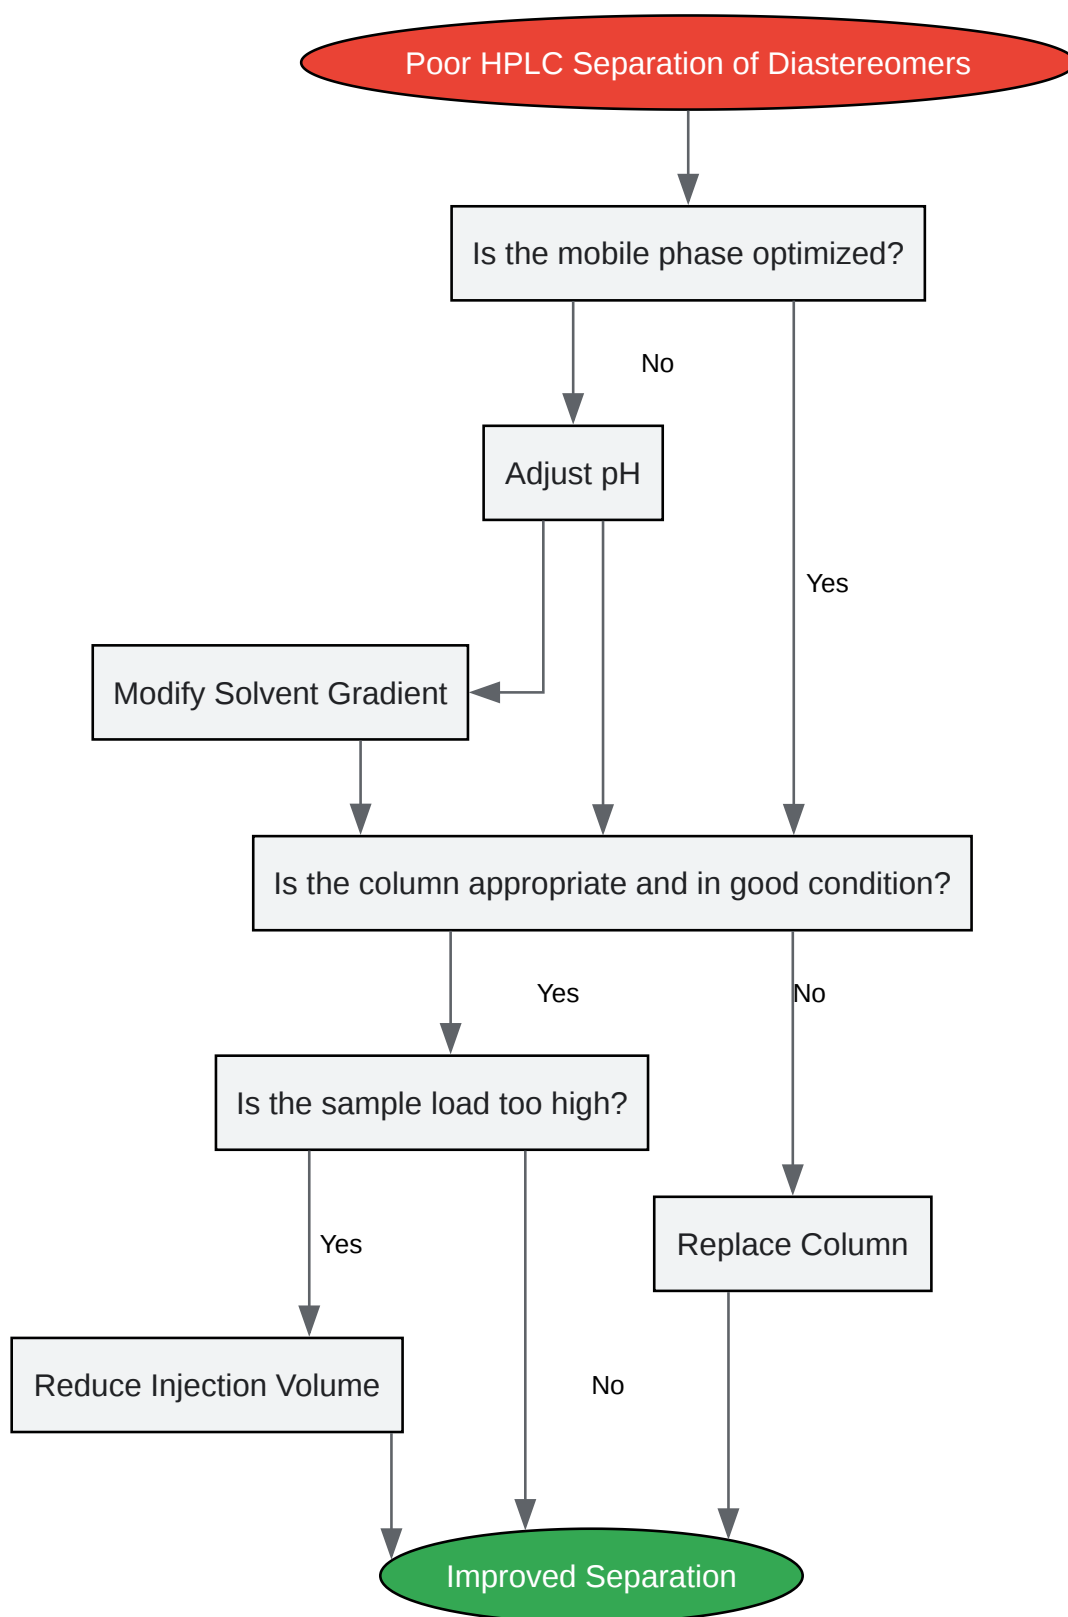 Poor HPLC Separation of Diastereomers
Is the mobile phase optimized?
No
Adjust pH
Yes
Modify Solvent Gradient
Is the column appropriate and in good condition?
Yes
No
Is the sample load too high?
Yes
Replace Column
Reduce Injection Volume
No
Improved Separation